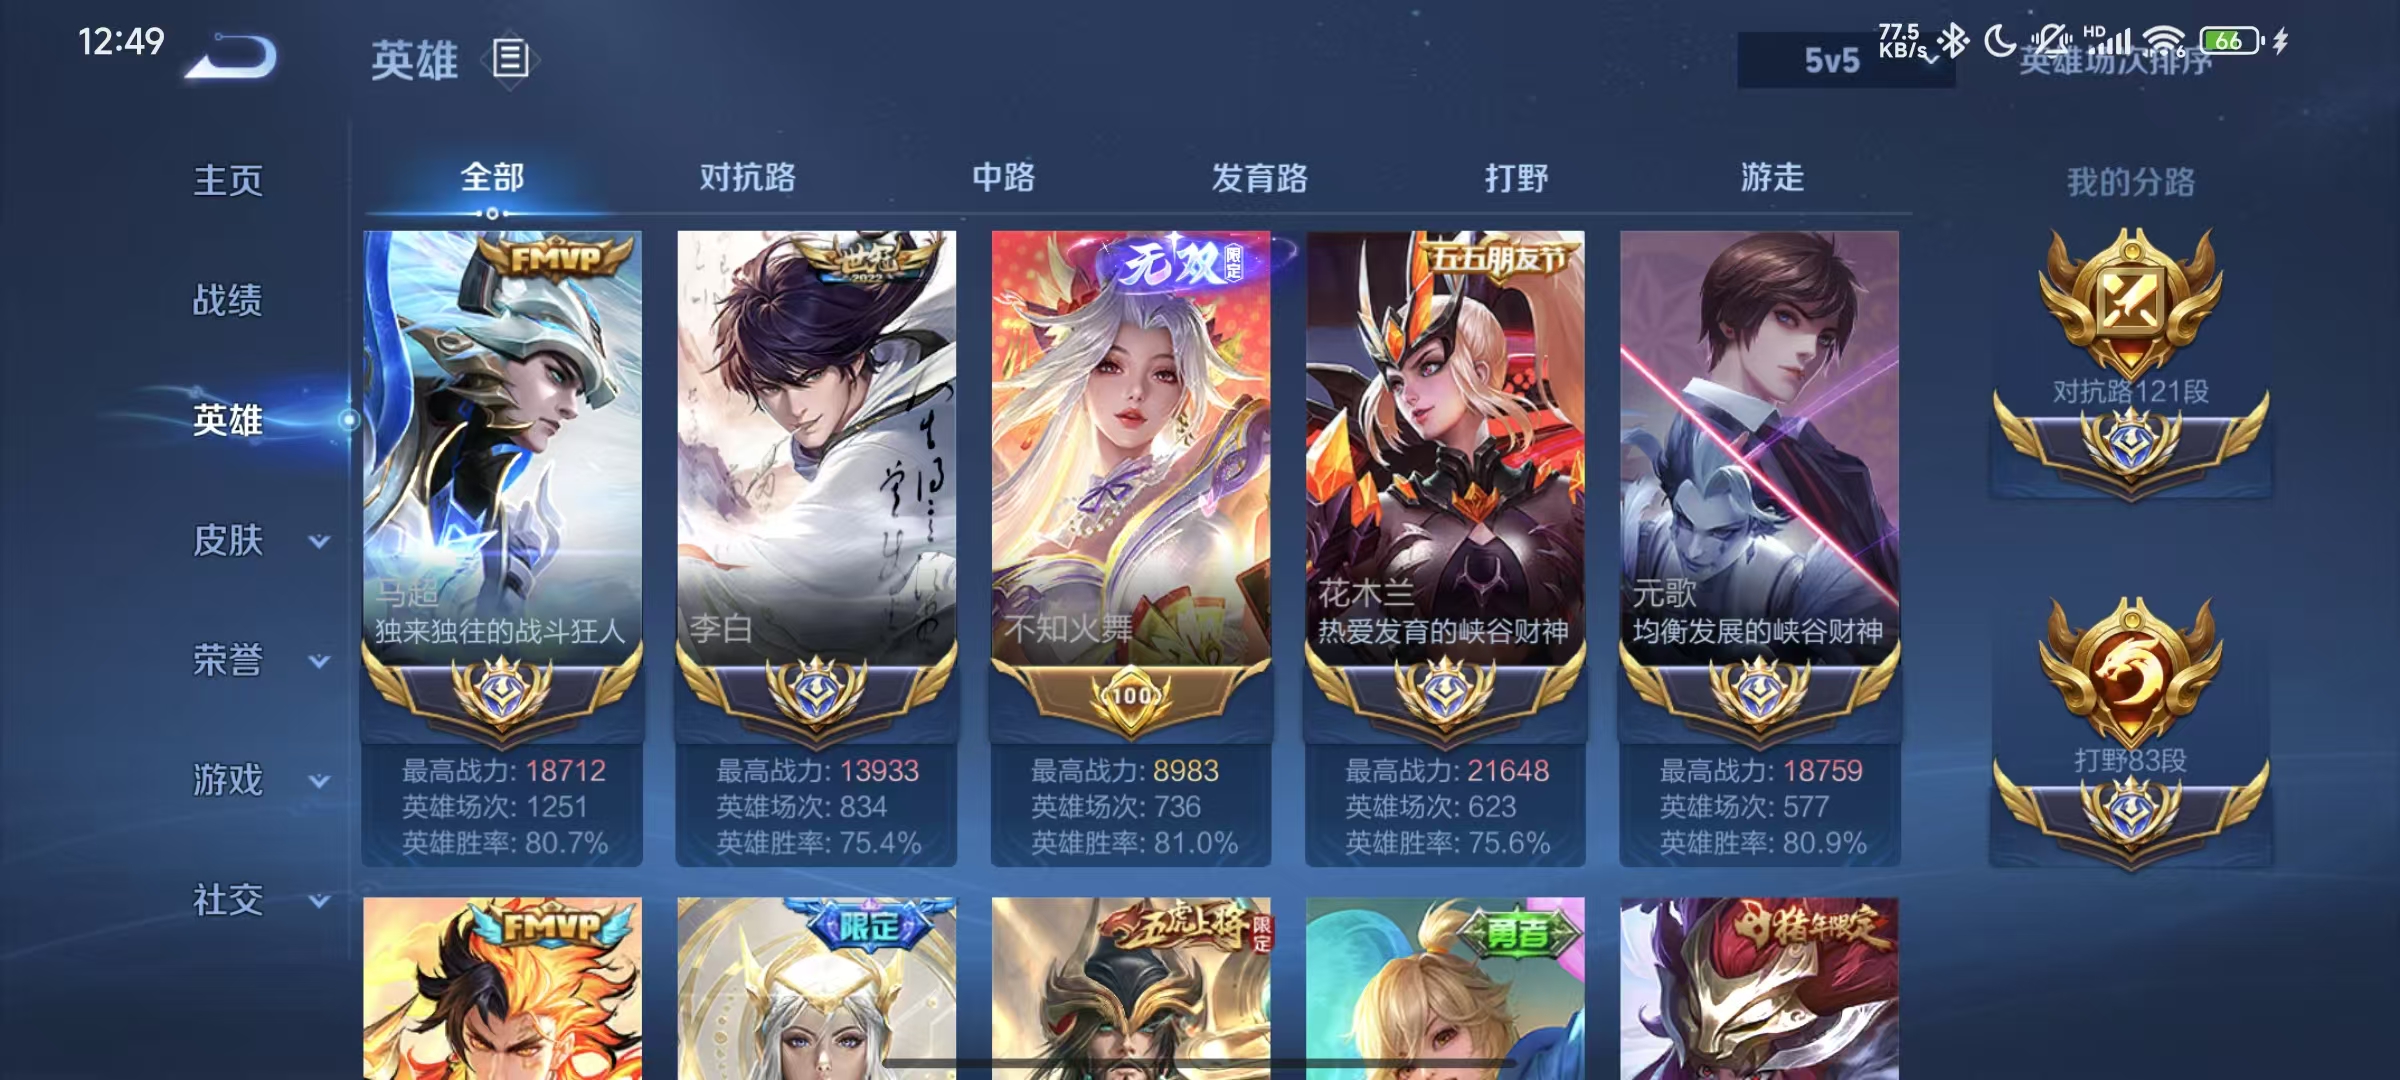 12:49
英雄
5v5
77.5
KB/s
HD
6
66
英雄场次排序
主页
战绩
英雄
皮肤
荣誉
游戏
社交
全部
对抗路
中路
发育路
打野
游走
FMVP
马超
独来独往的战斗狂人
最高战力: 18712
英雄场次: 1251
英雄胜率: 80.7%
世冠
2022
李白
最高战力: 13933
英雄场次: 834
英雄胜率: 75.4%
无双
限定
不知火舞
100
最高战力: 8983
英雄场次: 736
英雄胜率: 81.0%
五五朋友节
花木兰
热爱发育的峡谷财神
最高战力: 21648
英雄场次: 623
英雄胜率: 75.6%
元歌
均衡发展的峡谷财神
最高战力: 18759
英雄场次: 577
英雄胜率: 80.9%
FMVP
限定
五虎上将
限定
勇者
猪年限定
我的分路
对抗路121段
打野83段